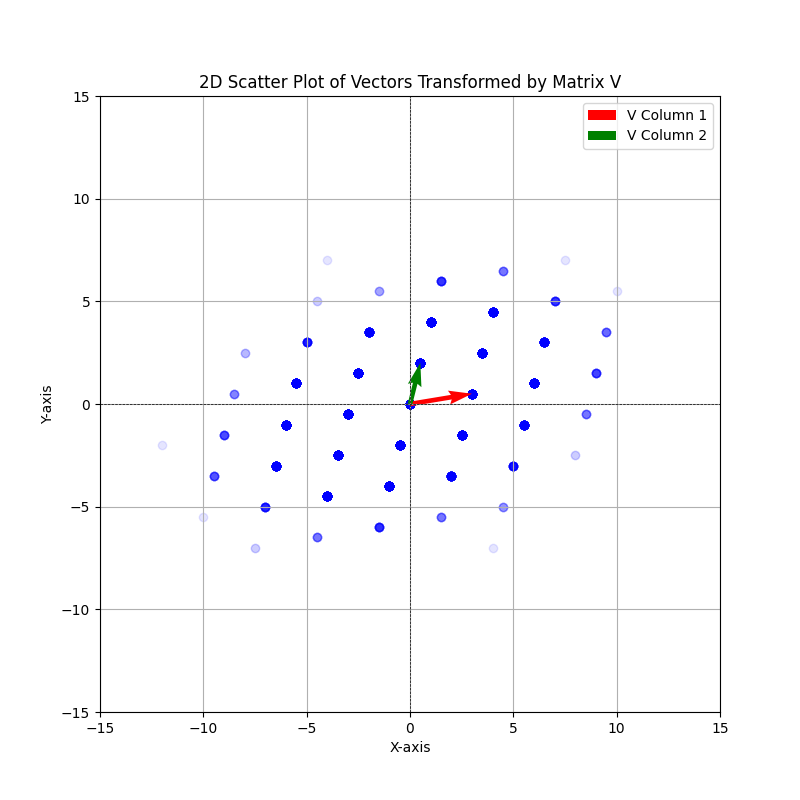 2D Scatter Plot of Vectors Transformed by Matrix V
V Column 1
V Column 2
15
10
5
0
−5
−10
−15
Y-axis
−15 −10 −5 0 5 10 15
X-axis